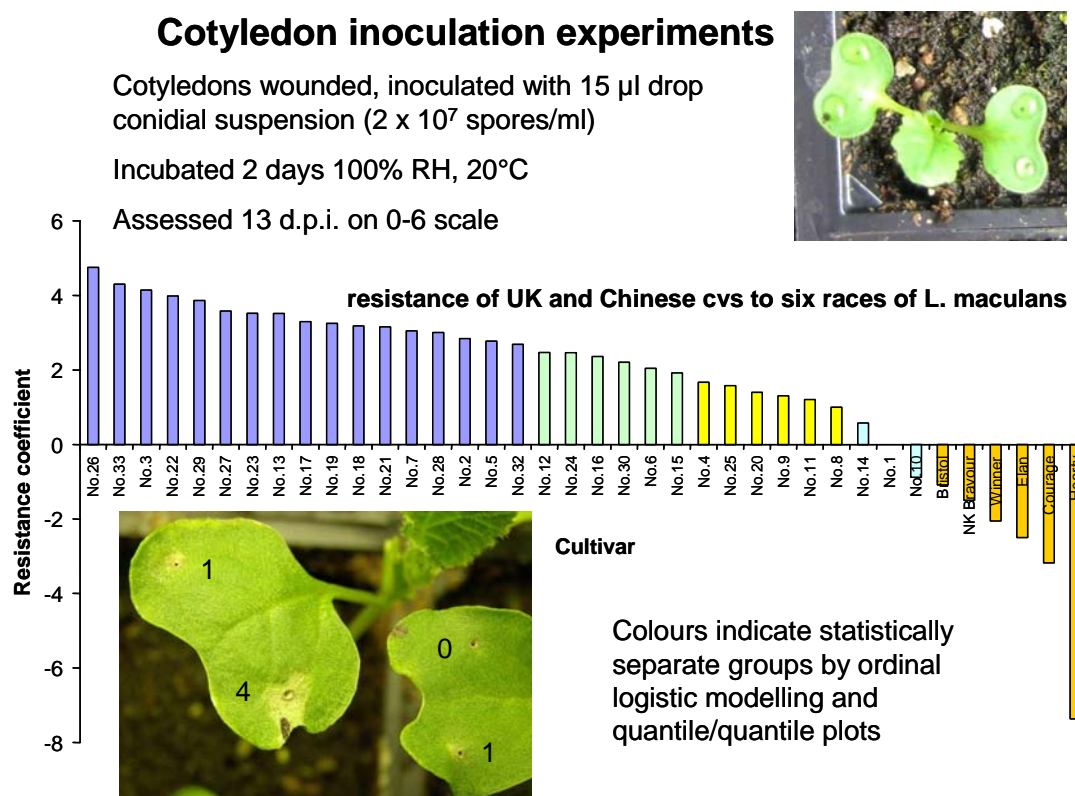 Cotyledon inoculation experiments
Cotyledons wounded, inoculated with 15 µl drop
conidial suspension (2 x 10⁷ spores/ml)
Incubated 2 days 100% RH, 20°C
Assessed 13 d.p.i. on 0-6 scale
resistance of UK and Chinese cvs to six races of L. maculans
Resistance coefficient
6
4
2
0
-2
-4
-6
-8
No.26
No.33
No.3
No.22
No.29
No.27
No.23
No.13
No.17
No.19
No.18
No.21
No.7
No.28
No.2
No.5
No.32
No.12
No.24
No.16
No.30
No.6
No.15
No.4
No.25
No.20
No.9
No.11
No.8
No.14
No.1
No.10
Bristol
NK Bravour
Winner
Elan
Courage
Cultivar
1
4
0
1
Colours indicate statistically
separate groups by ordinal
logistic modelling and
quantile/quantile plots